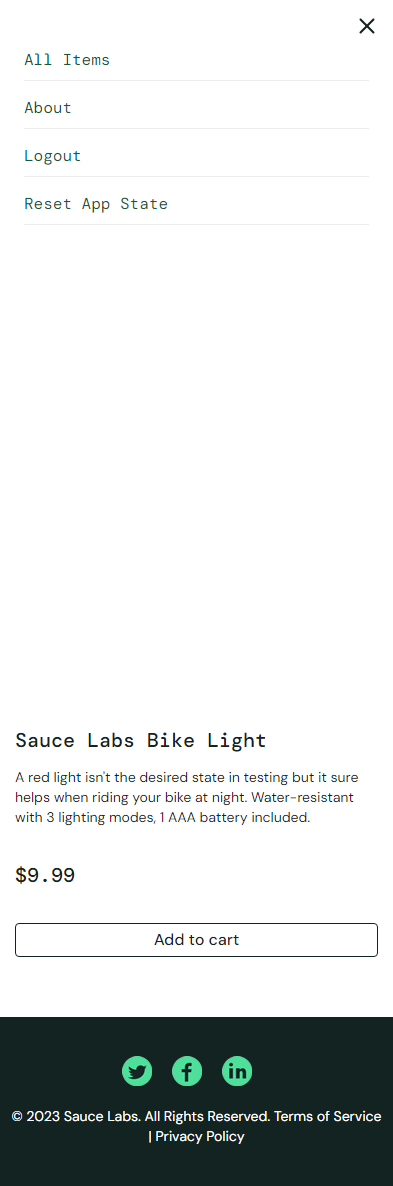 All Items
About
Logout
Reset App State
Sauce Labs Bike Light
A red light isn't the desired state in testing but it sure
helps when riding your bike at night. Water-resistant
with 3 lighting modes, 1 AAA battery included.
$9.99
Add to cart
© 2023 Sauce Labs. All Rights Reserved. Terms of Service
| Privacy Policy